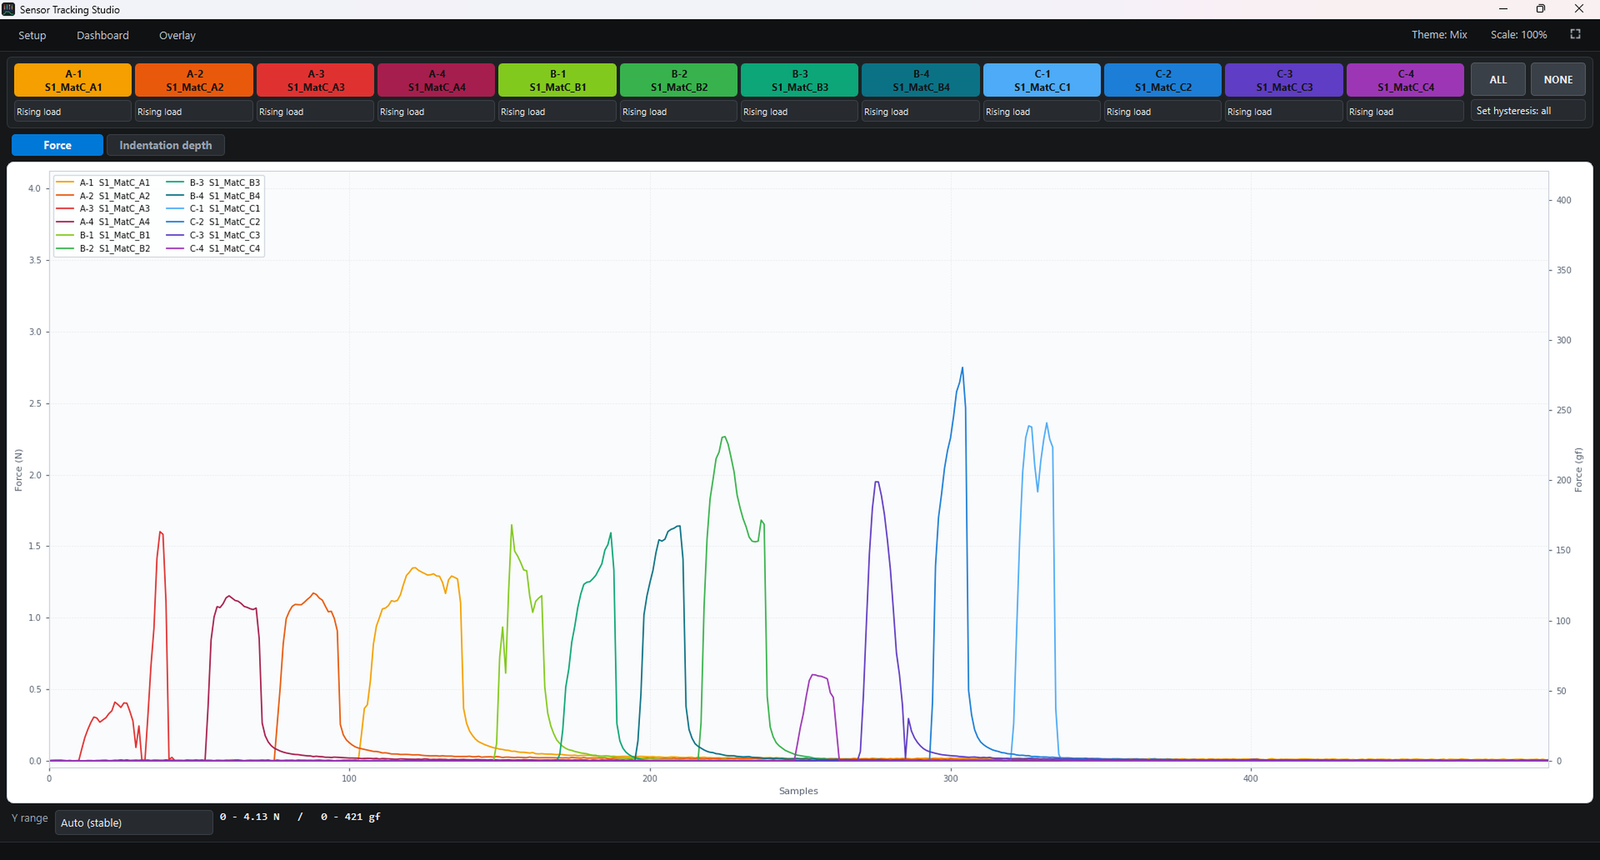 Sensor Tracking Studio
Setup Dashboard Overlay Theme: Mix Scale: 100%
A-1 A-2 A-3 A-4 B-1 B-2 B-3 B-4 C-1 C-2 C-3 C-4 ALL NONE
S1_MatC_A1 S1_MatC_A2 S1_MatC_A3 S1_MatC_A4 S1_MatC_B1 S1_MatC_B2 S1_MatC_B3 S1_MatC_B4 S1_MatC_C1 S1_MatC_C2 S1_MatC_C3 S1_MatC_C4
Rising load Rising load Rising load Rising load Rising load Rising load Rising load Rising load Rising load Rising load Rising load Rising load Set hysteresis: all
Force Indentation depth
A-1 S1_MatC_A1 B-3 S1_MatC_B3
A-2 S1_MatC_A2 B-4 S1_MatC_B4
A-3 S1_MatC_A3 C-1 S1_MatC_C1
A-4 S1_MatC_A4 C-2 S1_MatC_C2
B-1 S1_MatC_B1 C-3 S1_MatC_C3
B-2 S1_MatC_B2 C-4 S1_MatC_C4
4.0
3.5
3.0
2.5
2.0
1.5
1.0
0.5
0.0
Force (N)
400
350
300
250
200
150
100
50
0
Force (gf)
0 100 200 300 400
Samples
Y range Auto (stable) 0 - 4.13 N / 0 - 421 gf